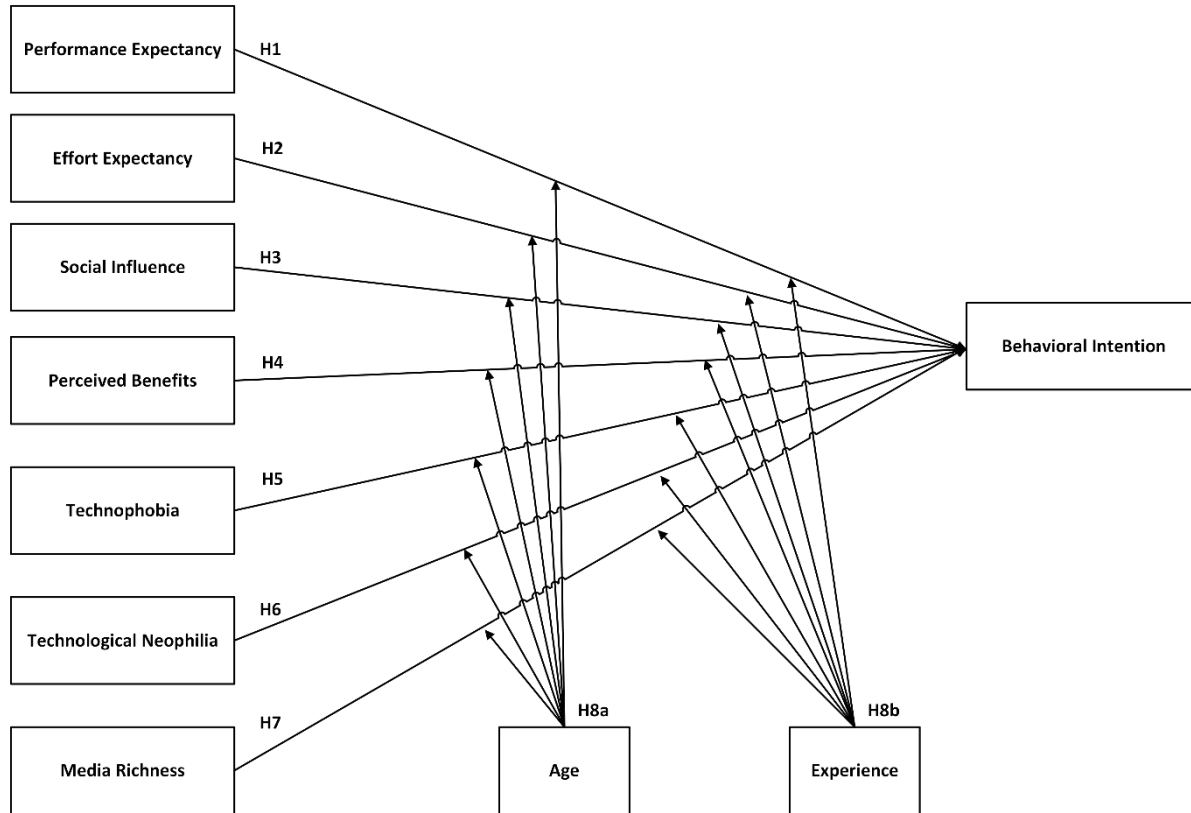 Performance Expectancy
H1
Effort Expectancy
H2
Social Influence
H3
Behavioral Intention
Perceived Benefits
H4
Technophobia
H5
Technological Neophilia
H6
Media Richness
H7
H8a
Age
H8b
Experience